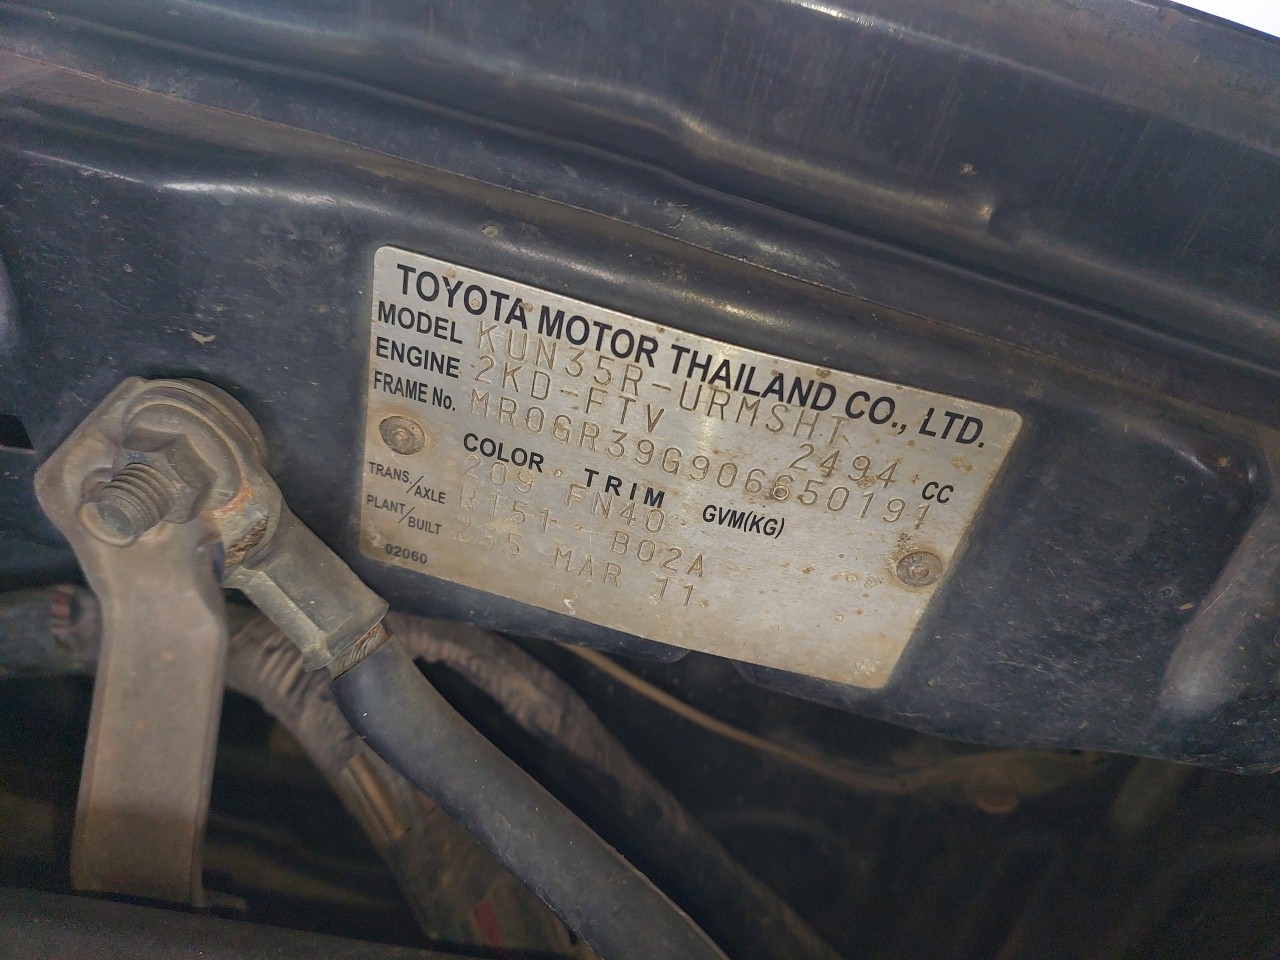 TOYOTA MOTOR THAILAND CO., LTD.
MODEL KUN35R-URMSHT
ENGINE 2KD-FTV 2494 CC
FRAME No. MR0GR39G906650191
COLOR TRIM GVM(KG)
209 FN40
TRANS./AXLE R151 - B02A
PLANT/BUILT 235 MAR 11
02060